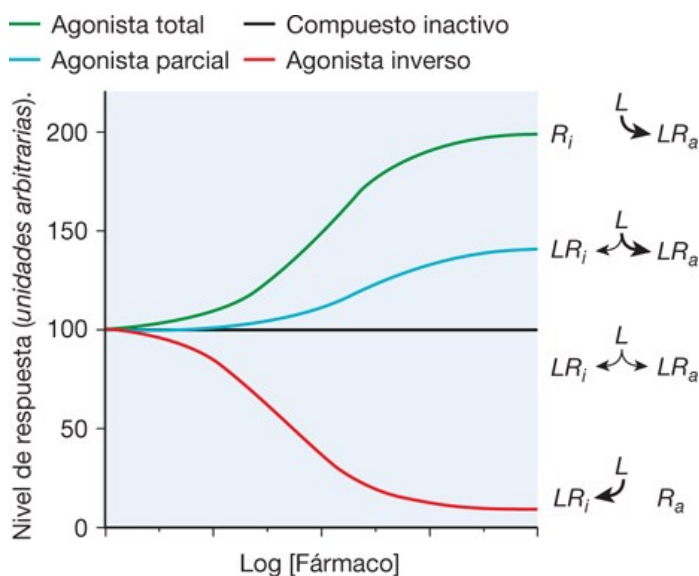 Agonista total
Compuesto inactivo
Agonista parcial
Agonista inverso
Nivel de respuesta (unidades arbitrarias).
200
150
100
50
0
Log [Fármaco]
L
Ri LRa
L
LRi LRa
L
LRi LRa
L
LRi Ra